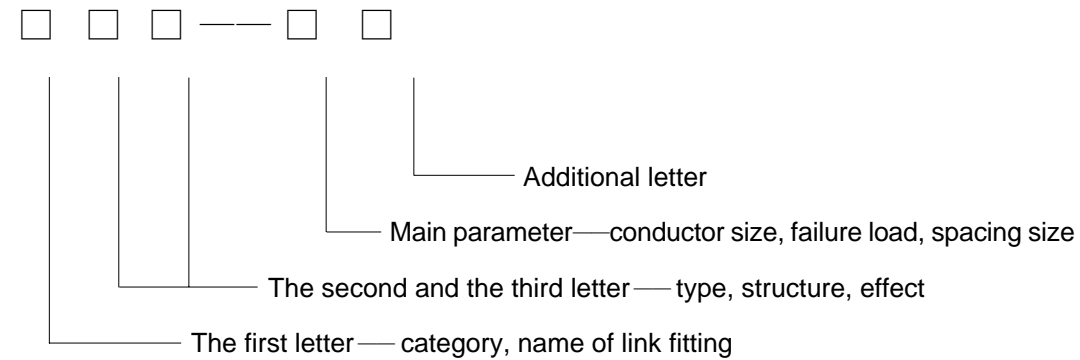 □ □ □ —— □ □
Additional letter
Main parameter——conductor size, failure load, spacing size
The second and the third letter —— type, structure, effect
The first letter —— category, name of link fitting